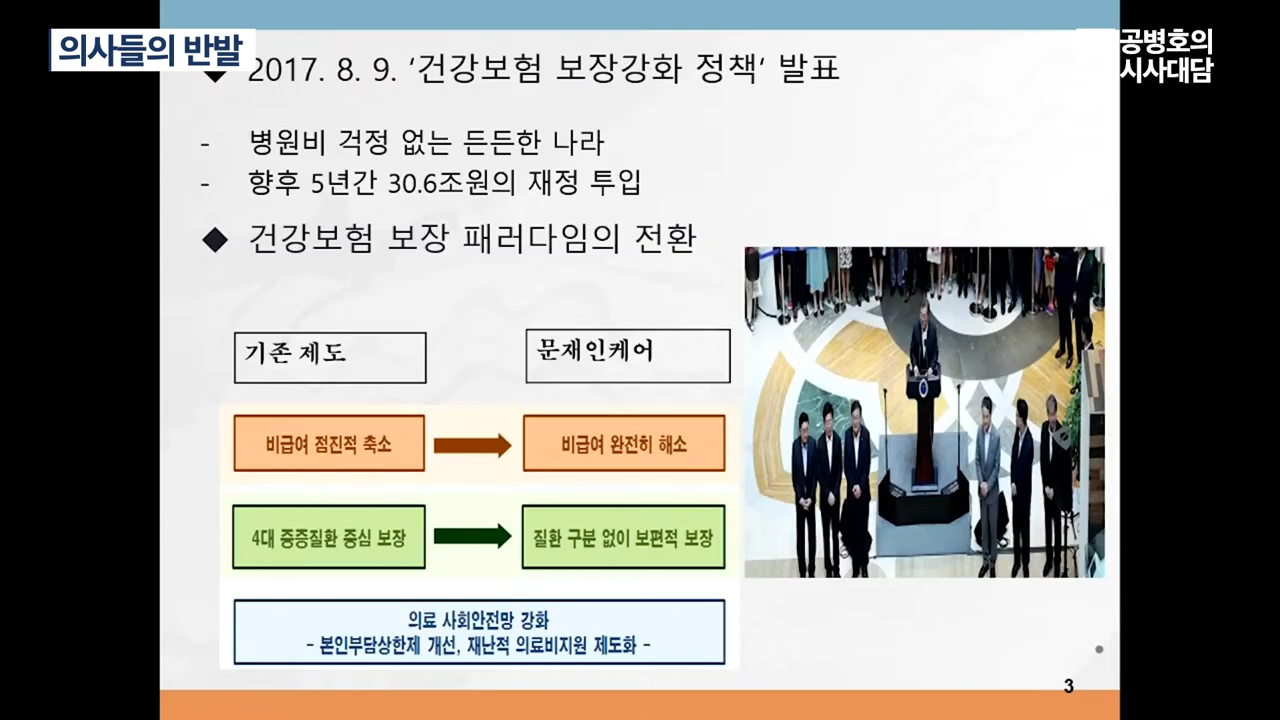 의사들의 반발
공병호의
시사대담
◆ 2017. 8. 9. ‘건강보험 보장강화 정책‘ 발표
- 병원비 걱정 없는 든든한 나라
- 향후 5년간 30.6조원의 재정 투입
◆ 건강보험 보장 패러다임의 전환
기존 제도
문재인케어
비급여 점진적 축소
비급여 완전히 해소
4대 중증질환 중심 보장
질환 구분 없이 보편적 보장
의료 사회안전망 강화
- 본인부담상한제 개선, 재난적 의료비지원 제도화 -
3